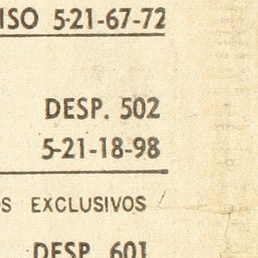 ISO 5-21-67-72
DESP. 502
5-21-18-98
S EXCLUSIVOS
DESP. 601